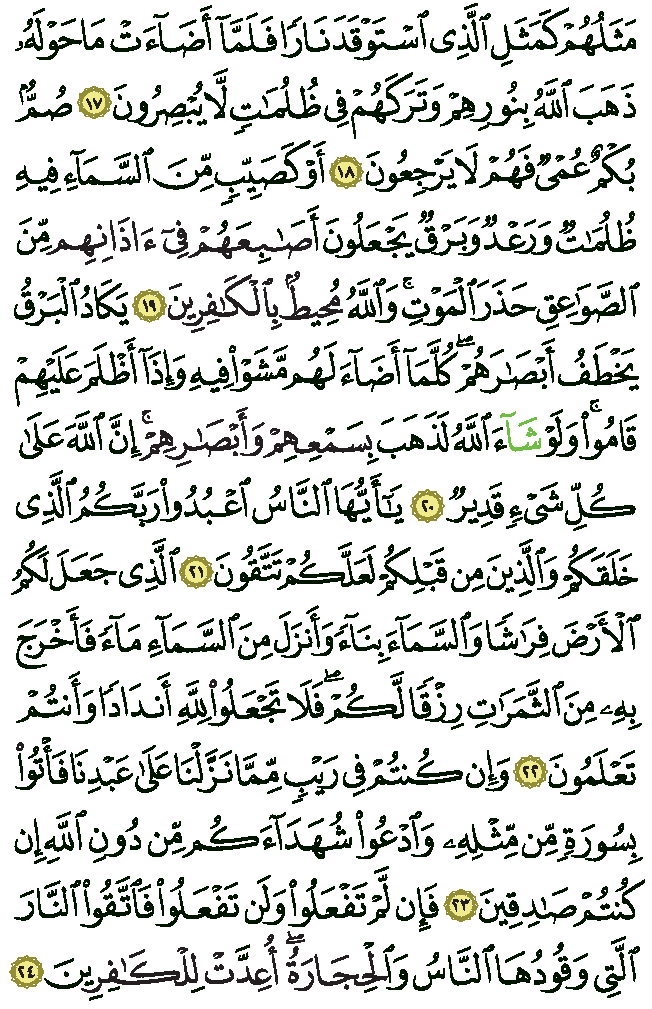 مَثَلُهُمْ كَمَثَلِ ٱلَّذِى ٱسْتَوْقَدَ نَارًا فَلَمَّآ أَضَآءَتْ مَا حَوْلَهُۥ
ذَهَبَ ٱللَّهُ بِنُورِهِمْ وَتَرَكَهُمْ فِى ظُلُمَٰتٍ لَّا يُبْصِرُونَ ١٧ صُمٌّۢ
بُكْمٌ عُمْىٌ فَهُمْ لَا يَرْجِعُونَ ١٨ أَوْ كَصَيِّبٍ مِّنَ ٱلسَّمَآءِ فِيهِ
ظُلُمَٰتٌ وَرَعْدٌ وَبَرْقٌ يَجْعَلُونَ أَصَٰبِعَهُمْ فِىٓ ءَاذَانِهِم مِّنَ
ٱلصَّوَٰعِقِ حَذَرَ ٱلْمَوْتِ ۚ وَٱللَّهُ مُحِيطٌۢ بِٱلْكَٰفِرِينَ ١٩ يَكَادُ ٱلْبَرْقُ
يَخْطَفُ أَبْصَٰرَهُمْ ۖ كُلَّمَآ أَضَآءَ لَهُم مَّشَوْا۟ فِيهِ وَإِذَآ أَظْلَمَ عَلَيْهِمْ
قَامُوا۟ ۚ وَلَوْ شَآءَ ٱللَّهُ لَذَهَبَ بِسَمْعِهِمْ وَأَبْصَٰرِهِمْ ۚ إِنَّ ٱللَّهَ عَلَىٰ
كُلِّ شَىْءٍ قَدِيرٌ ٢٠ يَٰٓأَيُّهَا ٱلنَّاسُ ٱعْبُدُوا۟ رَبَّكُمُ ٱلَّذِى
خَلَقَكُمْ وَٱلَّذِينَ مِن قَبْلِكُمْ لَعَلَّكُمْ تَتَّقُونَ ٢١ ٱلَّذِى جَعَلَ لَكُمُ
ٱلْأَرْضَ فِرَٰشًا وَٱلسَّمَآءَ بِنَآءً وَأَنزَلَ مِنَ ٱلسَّمَآءِ مَآءً فَأَخْرَجَ
بِهِۦ مِنَ ٱلثَّمَرَٰتِ رِزْقًا لَّكُمْ ۖ فَلَا تَجْعَلُوا۟ لِلَّهِ أَندَادًا وَأَنتُمْ
تَعْلَمُونَ ٢٢ وَإِن كُنتُمْ فِى رَيْبٍ مِّمَّا نَزَّلْنَا عَلَىٰ عَبْدِنَا فَأْتُوا۟
بِسُورَةٍ مِّن مِّثْلِهِۦ وَٱدْعُوا۟ شُهَدَآءَكُم مِّن دُونِ ٱللَّهِ إِن
كُنتُمْ صَٰدِقِينَ ٢٣ فَإِن لَّمْ تَفْعَلُوا۟ وَلَن تَفْعَلُوا۟ فَٱتَّقُوا۟ ٱلنَّارَ
ٱلَّتِى وَقُودُهَا ٱلنَّاسُ وَٱلْحِجَارَةُ ۖ أُعِدَّتْ لِلْكَٰفِرِينَ ٢٤